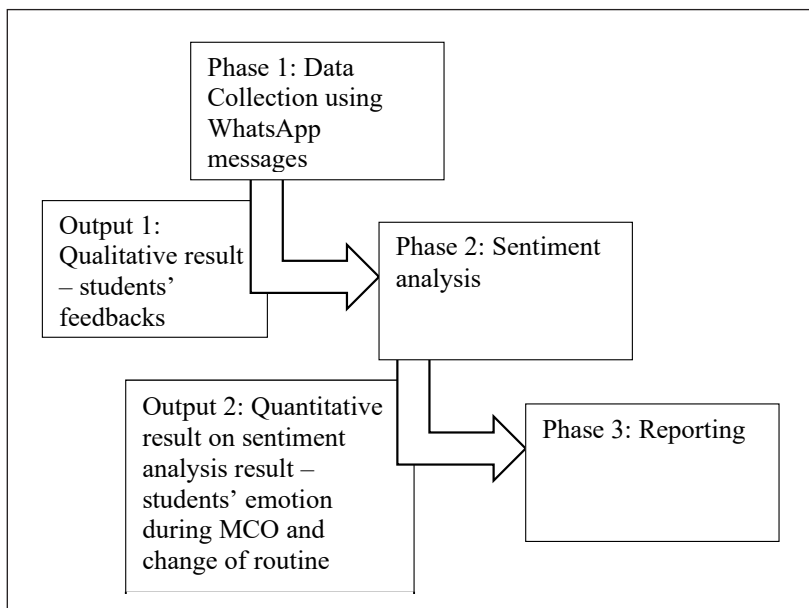 Phase 1: Data
Collection using
WhatsApp
messages
Output 1:
Qualitative result
– students’
feedbacks
Phase 2: Sentiment
analysis
Output 2: Quantitative
result on sentiment
analysis result –
students’ emotion
during MCO and
change of routine
Phase 3: Reporting